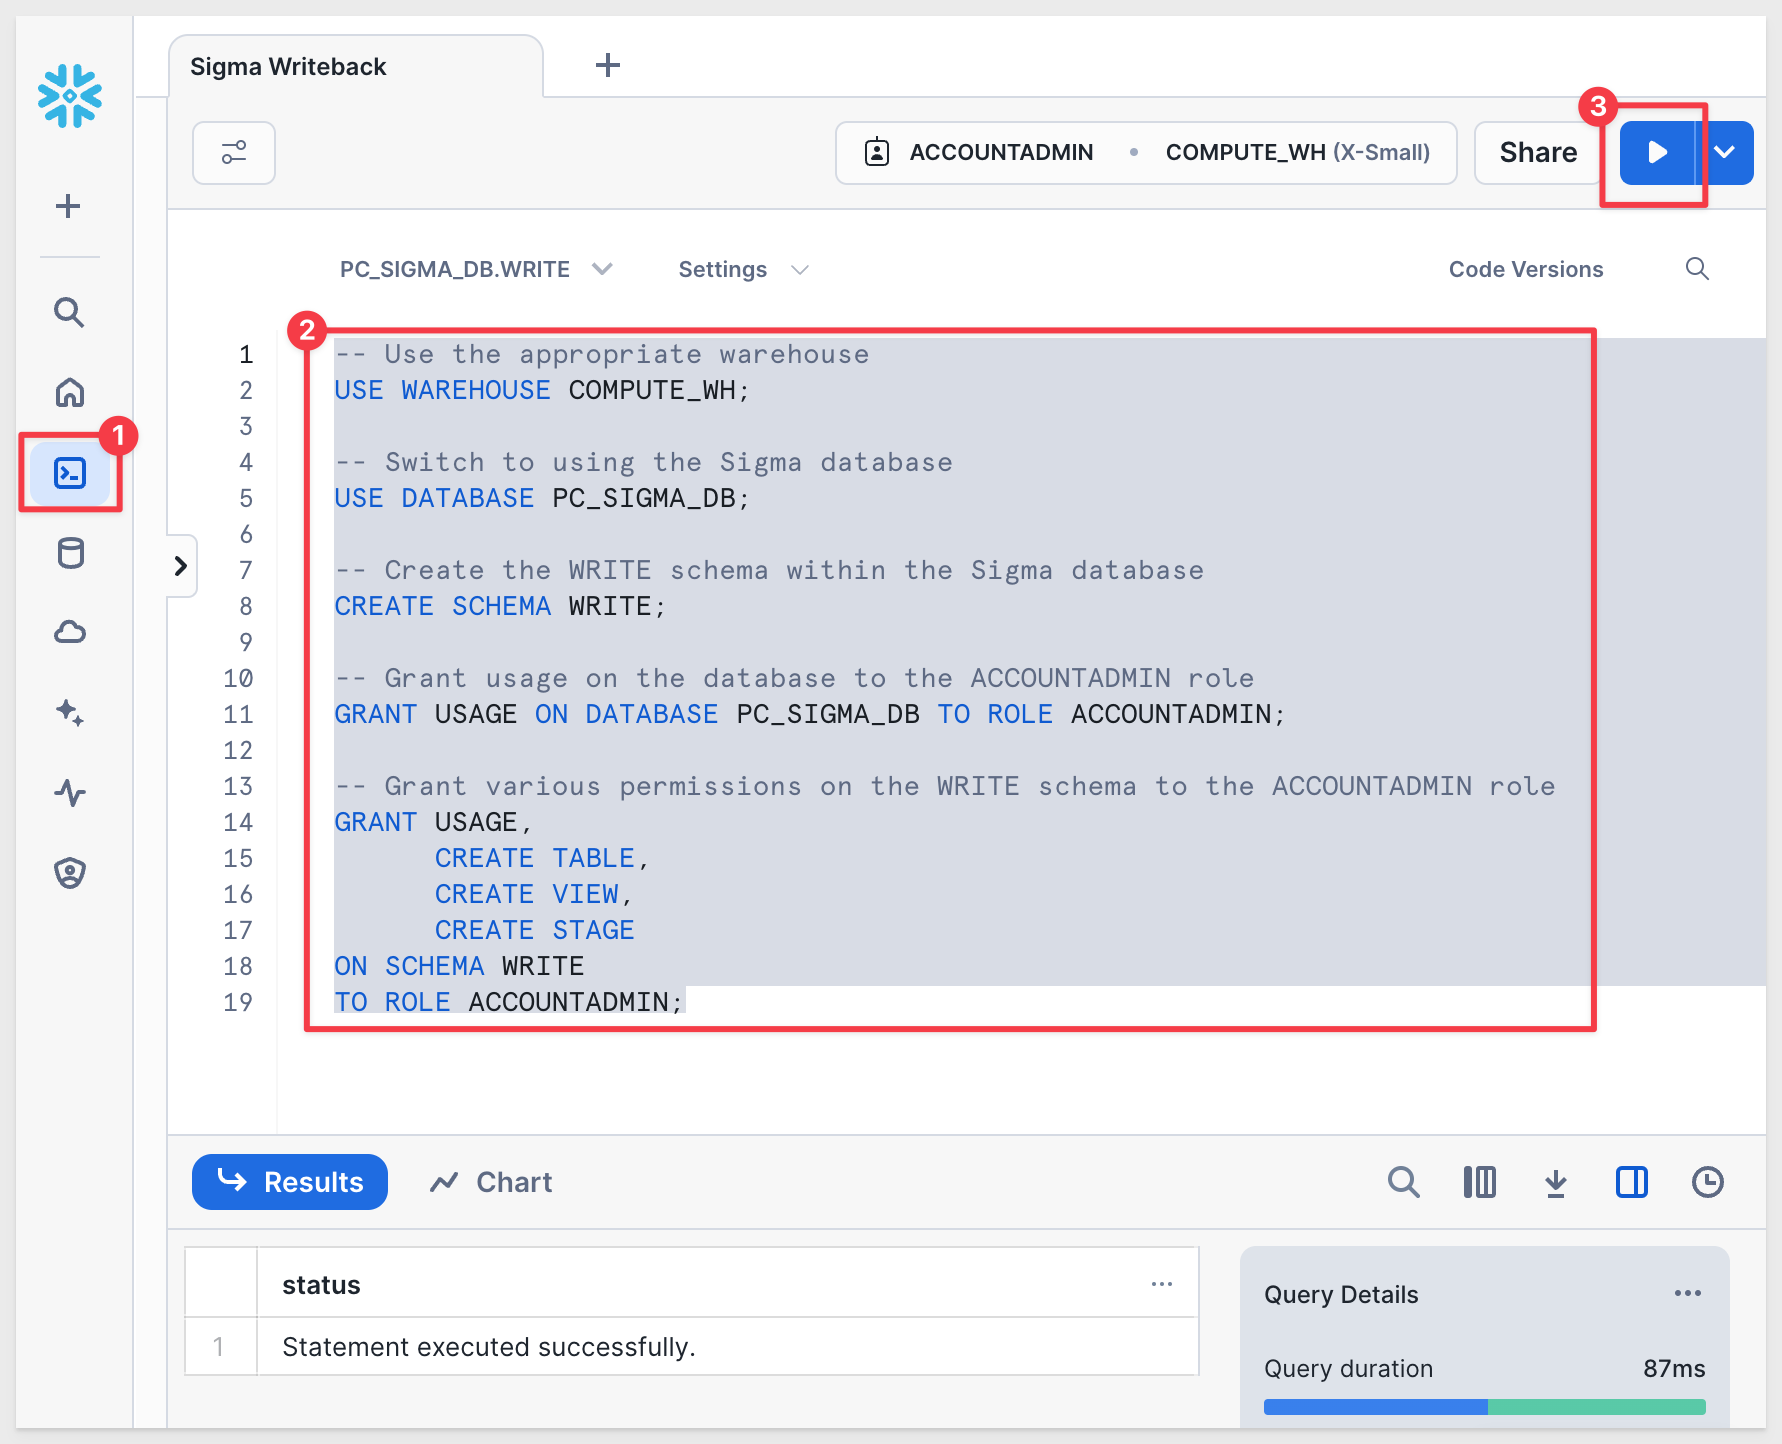 Sigma Writeback
3
ACCOUNTADMIN • COMPUTE_WH (X-Small)
Share
PC_SIGMA_DB.WRITE
Settings
Code Versions
2
1 -- Use the appropriate warehouse
2 USE WAREHOUSE COMPUTE_WH;
3
1
4 -- Switch to using the Sigma database
5 USE DATABASE PC_SIGMA_DB;
6
7 -- Create the WRITE schema within the Sigma database
8 CREATE SCHEMA WRITE;
9
10 -- Grant usage on the database to the ACCOUNTADMIN role
11 GRANT USAGE ON DATABASE PC_SIGMA_DB TO ROLE ACCOUNTADMIN;
12
13 -- Grant various permissions on the WRITE schema to the ACCOUNTADMIN role
14 GRANT USAGE,
15 CREATE TABLE,
16 CREATE VIEW,
17 CREATE STAGE
18 ON SCHEMA WRITE
19 TO ROLE ACCOUNTADMIN;
Results
Chart
status
...
1 Statement executed successfully.
Query Details
...
Query duration 87ms